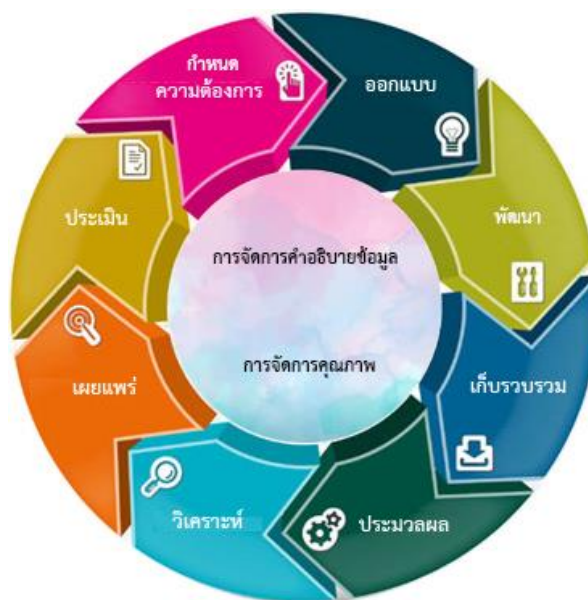 กำหนด
ความต้องการ
ออกแบบ
พัฒนา
เก็บรวบรวม
ประมวลผล
วิเคราะห์
เผยแพร่
ประเมิน
การจัดการคำอธิบายข้อมูล
การจัดการคุณภาพ